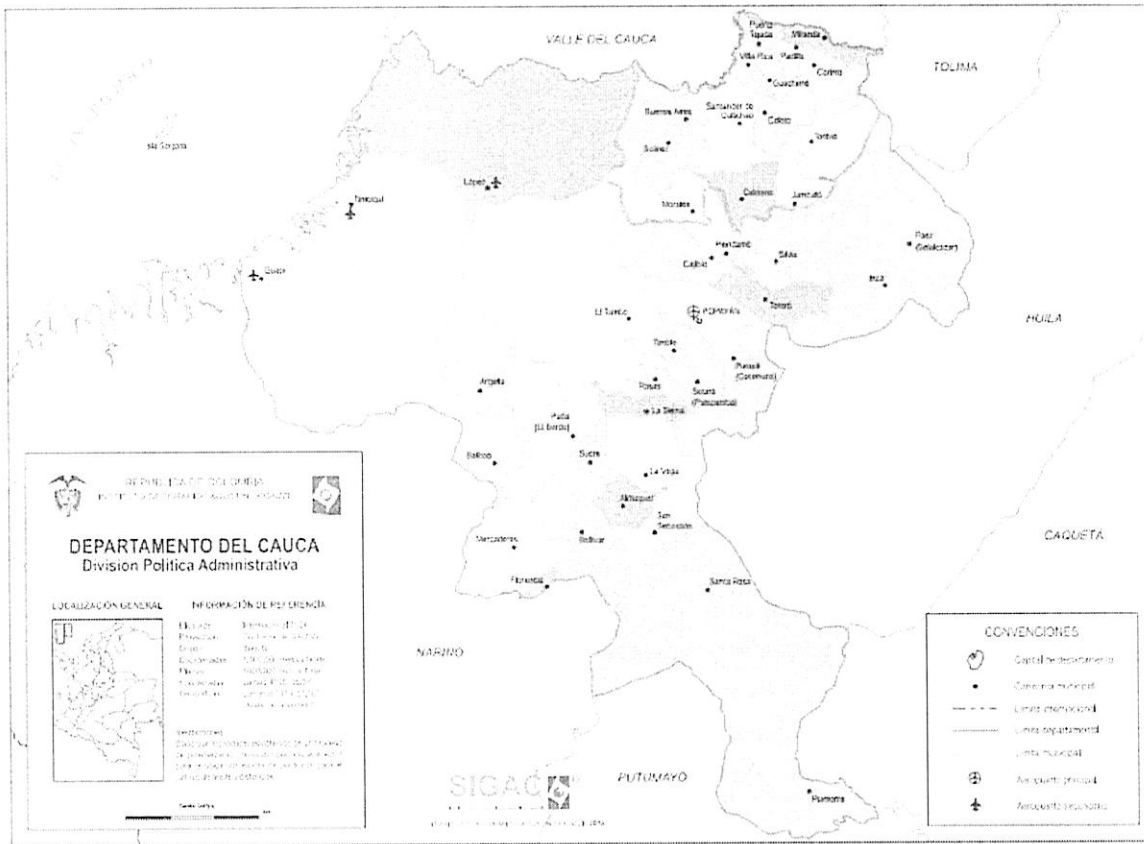 VALLE DEL CAUCA
TOLIMA
Puerto
Tejada
Miranda
Villa Rica
Padilla
Corinto
Guachené
Buenos Aires
Santander de
Quilichao
Caloto
Toribío
Suárez
Isla Gorgona
López
Timbiquí
Morales
Caldono
Jambaló
Guapi
Piendamó
Cajibío
Silvia
Páez
(Belalcázar)
Inzá
Totoró
El Tambo
POPAYÁN
HUILA
Timbío
Puracé
(Coconuco)
Argelia
Rosas
Sotará
(Paispamba)
La Sierra
Patía
(El Bordo)
Balboa
Sucre
La Vega
Almaguer
San
Sebastián
Mercaderes
Bolívar
Florencia
Santa Rosa
CAQUETÁ
NARIÑO
PUTUMAYO
Piamonte
REPUBLICA DE COLOMBIA
DEPARTAMENTO DEL CAUCA
Division Política Administrativa
LOCALIZACIÓN GENERAL
INFORMACIÓN DE REFERENCIA
SIGAC
CONVENCIONES
Capital de departamento
Cabecera municipal
Límite internacional
Límite departamental
Límite municipal
Aeropuerto principal
Aeropuerto secundario